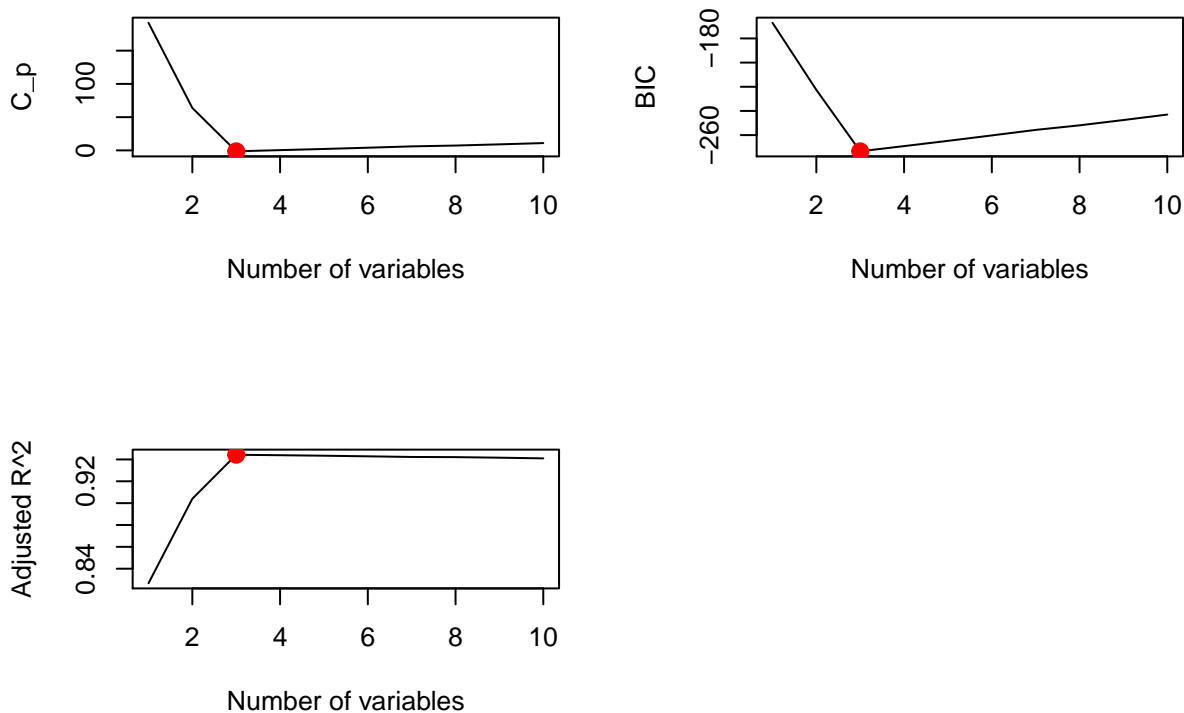 C_p
0
100
2 4 6 8 10
Number of variables
BIC
−260
−180
2 4 6 8 10
Number of variables
Adjusted R^2
0.84
0.92
2 4 6 8 10
Number of variables